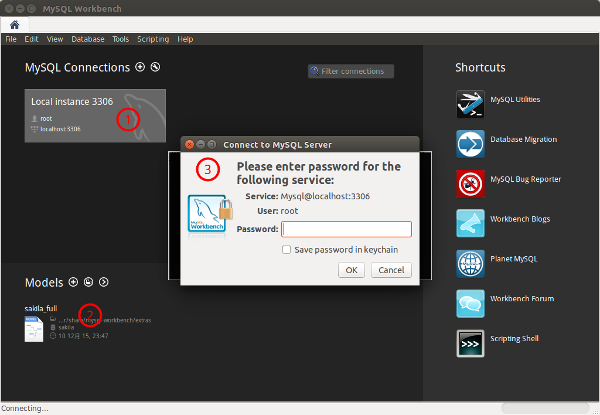 MySQL Workbench
File Edit View Database Tools Scripting Help
MySQL Connections
Filter connections
Shortcuts
Local instance 3306
root
localhost:3306
1
MySQL Utilities
Database Migration
MySQL Bug Reporter
Workbench Blogs
Planet MySQL
Workbench Forum
Scripting Shell
Connect to MySQL Server
3
Please enter password for the
following service:
Service: Mysql@localhost:3306
User: root
Password:
Save password in keychain
OK Cancel
MySQL
Workbench
Models
sakila_full
2
...r/share/mysql-workbench/extras
sakila
10 12月 15, 23:47
Connecting...